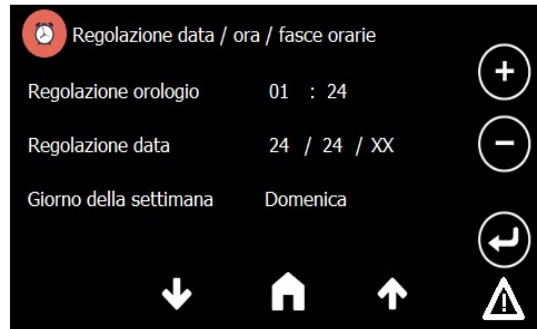 Regolazione data / ora / fasce orarie
Regolazione orologio 01 : 24
Regolazione data 24 / 24 / XX
Giorno della settimana Domenica